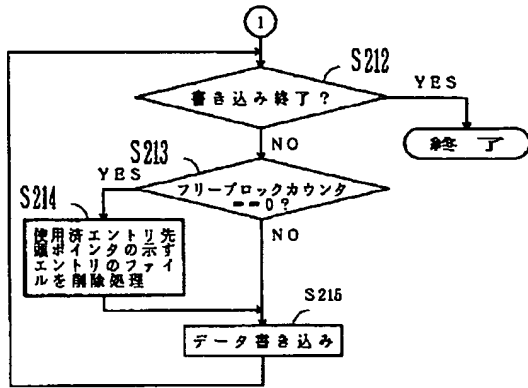 1
S212
書き込み終了？
YES
終了
NO
S213
YES
フリーブロックカウンタ
==0？
S214
NO
使用済エントリ先
頭ポインタの示す
エントリのファイ
ルを削除処理
S215
データ書き込み